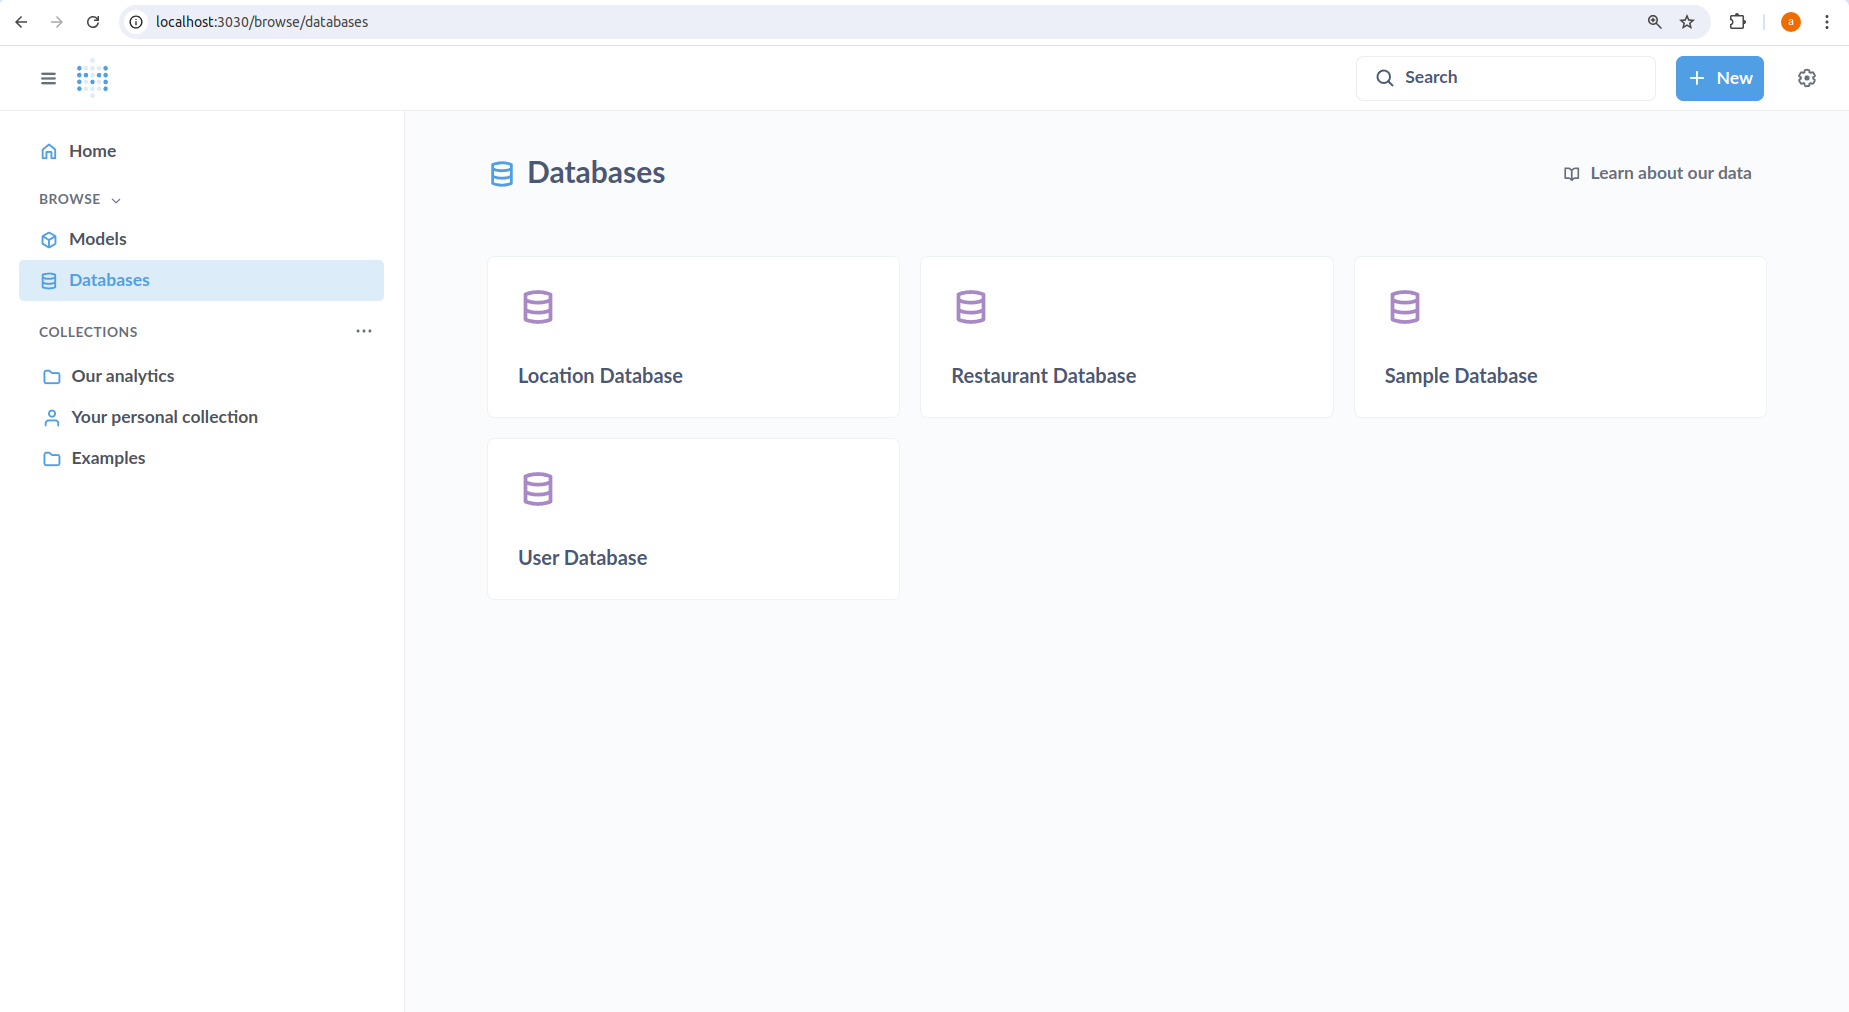 localhost:3030/browse/databases
a
Search
New
Home
BROWSE
Models
Databases
COLLECTIONS
Our analytics
Your personal collection
Examples
Databases
Learn about our data
Location Database
Restaurant Database
Sample Database
User Database